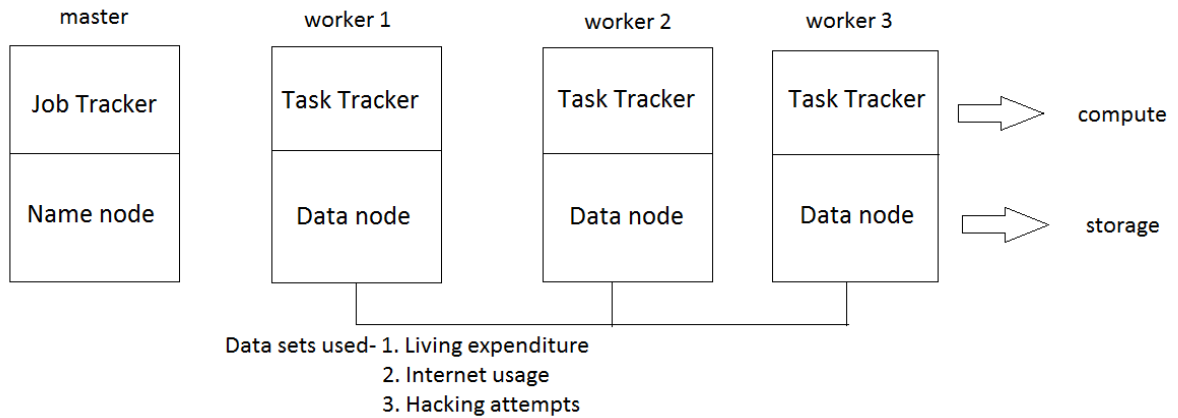 master
worker 1
worker 2
worker 3
Job Tracker
Task Tracker
Task Tracker
Task Tracker
compute
Name node
Data node
Data node
Data node
storage
Data sets used- 1. Living expenditure
2. Internet usage
3. Hacking attempts